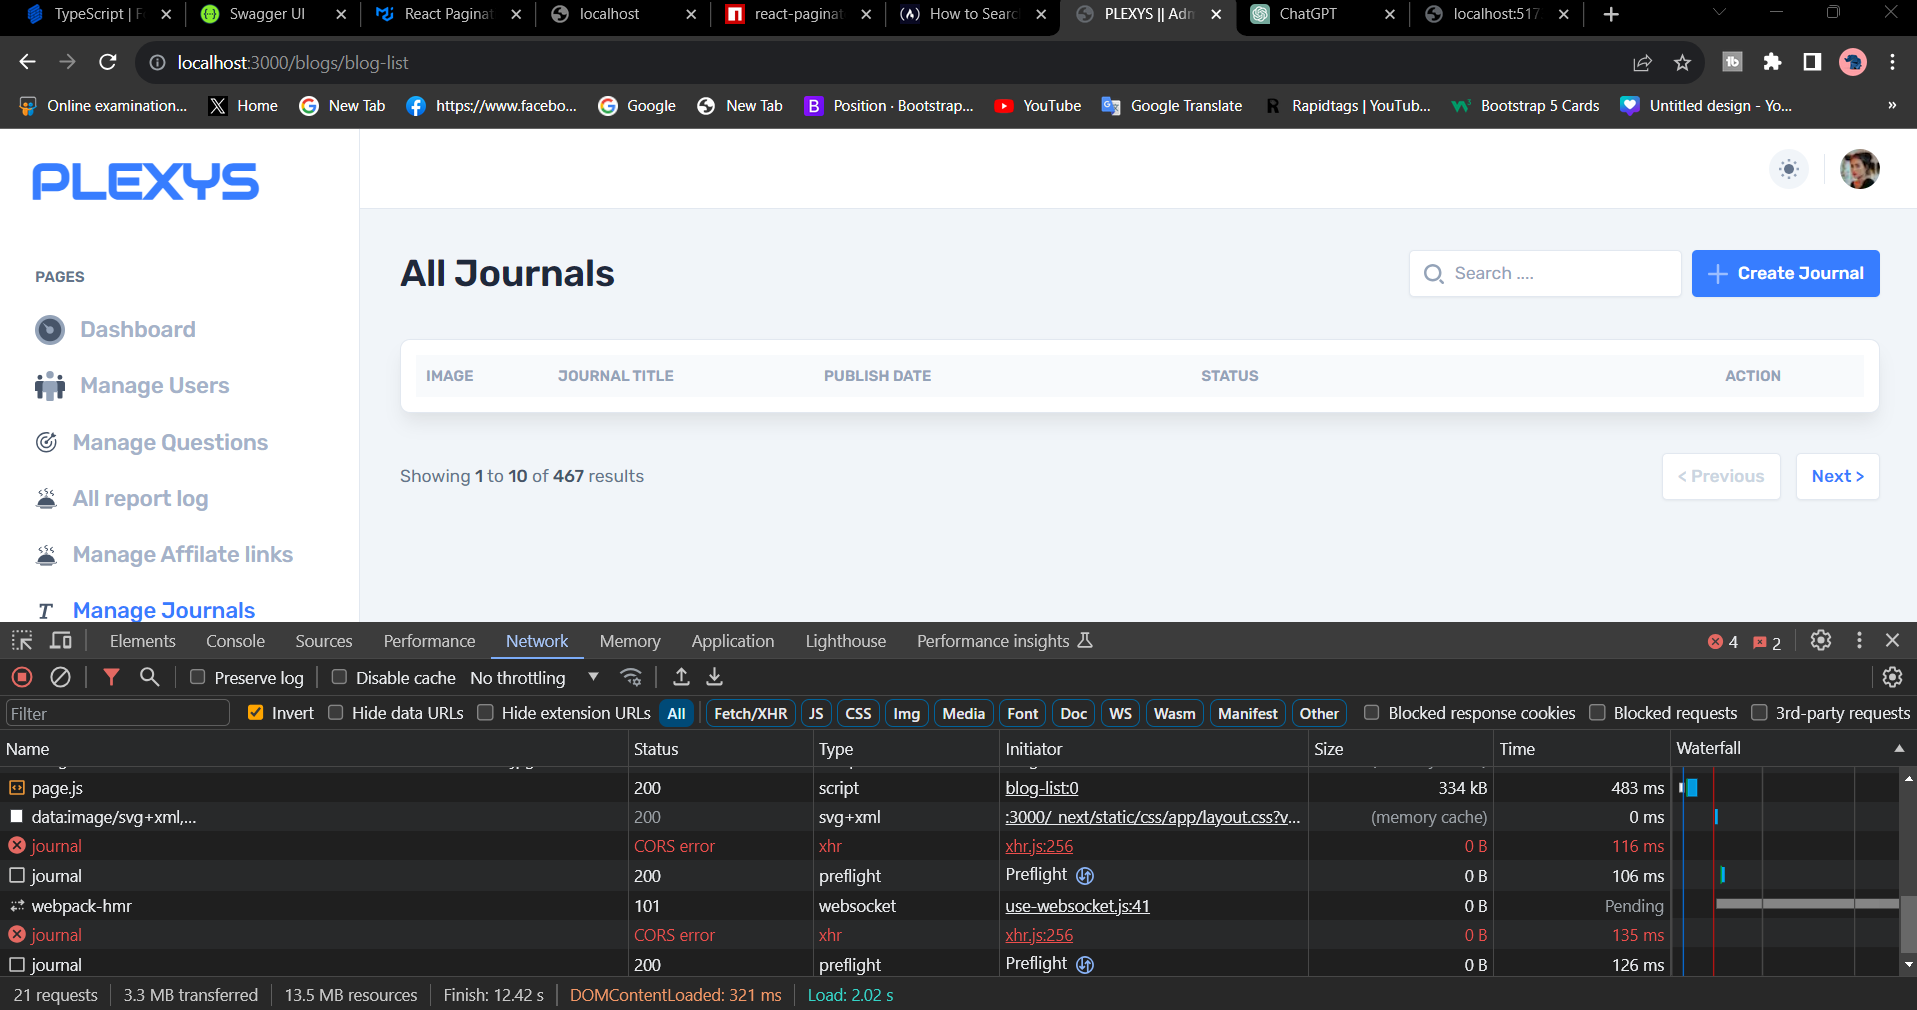 TypeScript | F
Swagger UI
React Paginat
localhost
react-paginat
How to Searc
PLEXYS || Adm
ChatGPT
localhost:517
localhost:3000/blogs/blog-list
Online examination...
Home
New Tab
https://www.facebo...
Google
New Tab
Position · Bootstrap...
YouTube
Google Translate
Rapidtags | YouTub...
Bootstrap 5 Cards
Untitled design - Yo...
»
PLEXYS
PAGES
Dashboard
Manage Users
Manage Questions
All report log
Manage Affilate links
Manage Journals
All Journals
Search ....
Create Journal
IMAGE JOURNAL TITLE PUBLISH DATE STATUS ACTION
Showing 1 to 10 of 467 results
< Previous
Next >
Elements Console Sources Performance Network Memory Application Lighthouse Performance insights 4 2
Preserve log Disable cache No throttling
Filter Invert Hide data URLs Hide extension URLs All Fetch/XHR JS CSS Img Media Font Doc WS Wasm Manifest Other Blocked response cookies Blocked requests 3rd-party requests
Name Status Type Initiator Size Time Waterfall
page.js 200 script blog-list:0 334 kB 483 ms
data:image/svg+xml,... 200 svg+xml :3000/_next/static/css/app/layout.css?v... (memory cache) 0 ms
journal CORS error xhr xhr.js:256 0 B 116 ms
journal 200 preflight Preflight 0 B 106 ms
webpack-hmr 101 websocket use-websocket.js:41 0 B Pending
journal CORS error xhr xhr.js:256 0 B 135 ms
journal 200 preflight Preflight 0 B 126 ms
21 requests 3.3 MB transferred 13.5 MB resources Finish: 12.42 s DOMContentLoaded: 321 ms Load: 2.02 s